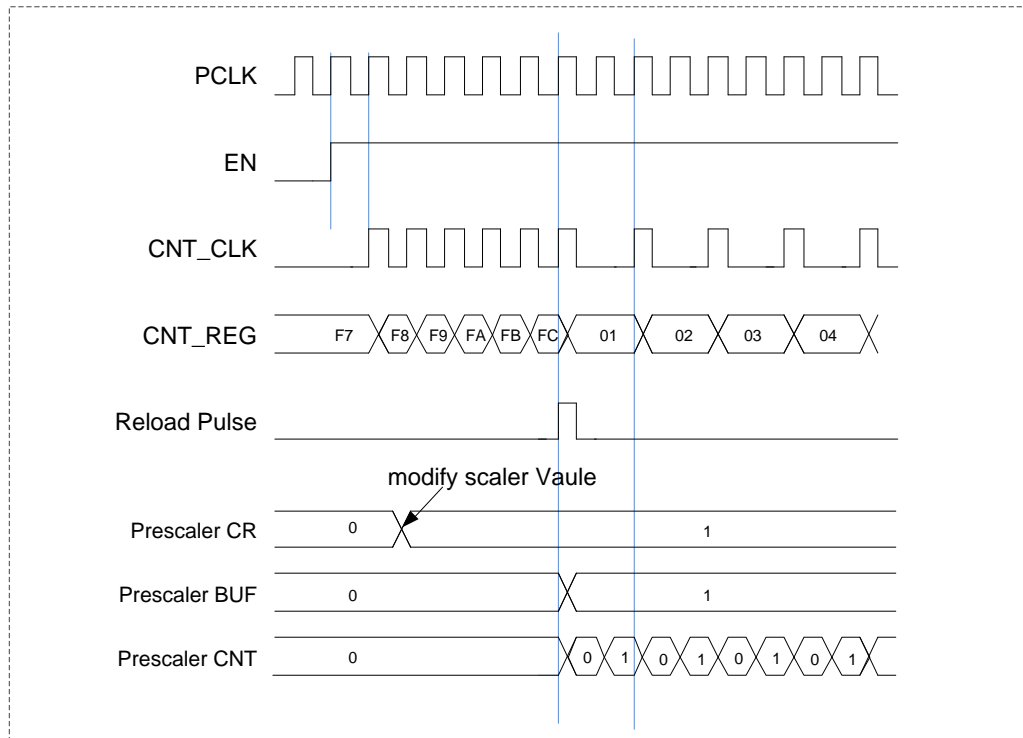 PCLK
EN
CNT_CLK
CNT_REG F7 F8 F9 FA FB FC 01 02 03 04
Reload Pulse
modify scaler Vaule
Prescaler CR 0 1
Prescaler BUF 0 1
Prescaler CNT 0 0 1 0 1 0 1 0 1